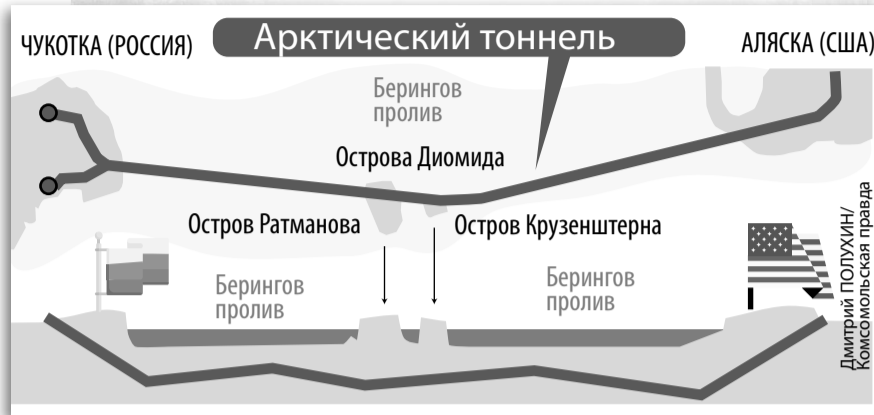 Арктический тоннель
ЧУКОТКА (РОССИЯ)
АЛЯСКА (США)
Берингов
пролив
Острова Диомида
Остров Ратманова
Остров Крузенштерна
Берингов
пролив
Берингов
пролив
Дмитрий ПОЛУХИН/
Комсомольская правда